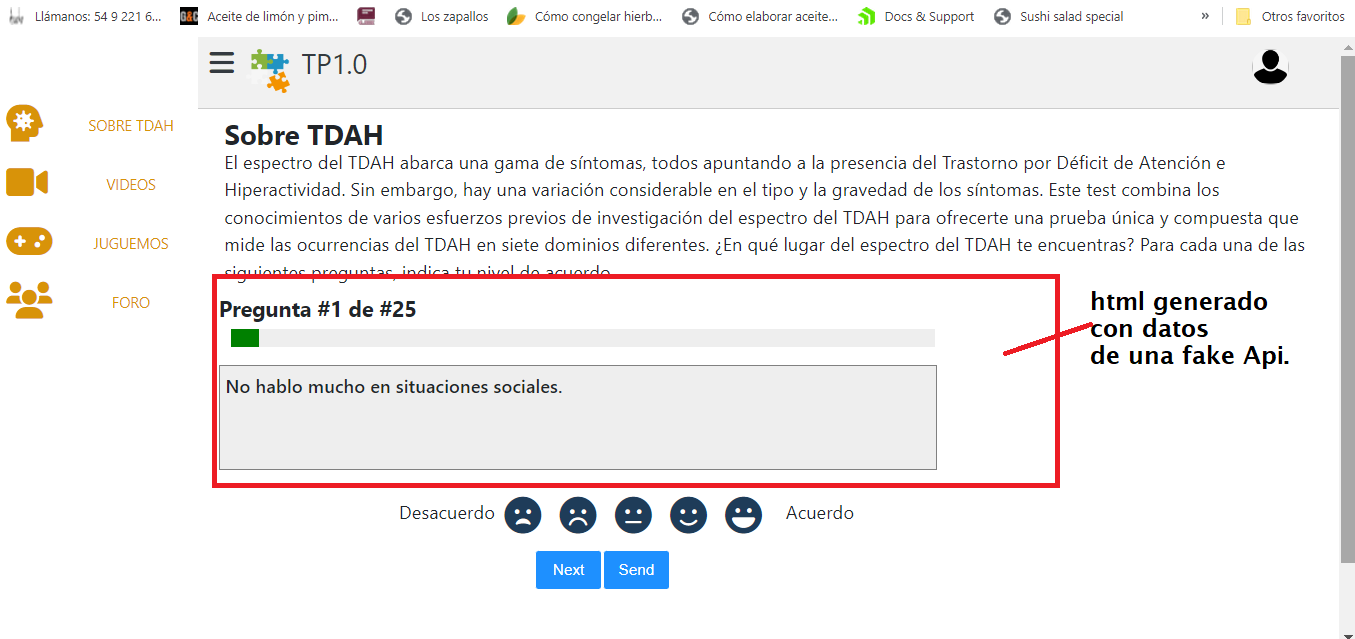 Llámanos: 54 9 221 6...
G&C
Aceite de limón y pim...
Los zapallos
Cómo congelar hierb...
Cómo elaborar aceite...
Docs & Support
Sushi salad special
»
Otros favoritos
TP1.0
SOBRE TDAH
VIDEOS
JUGUEMOS
FORO
Sobre TDAH
El espectro del TDAH abarca una gama de síntomas, todos apuntando a la presencia del Trastorno por Déficit de Atención e
Hiperactividad. Sin embargo, hay una variación considerable en el tipo y la gravedad de los síntomas. Este test combina los
conocimientos de varios esfuerzos previos de investigación del espectro del TDAH para ofrecerte una prueba única y compuesta que
mide las ocurrencias del TDAH en siete dominios diferentes. ¿En qué lugar del espectro del TDAH te encuentras? Para cada una de las
siguientes preguntas, indica tu nivel de acuerdo.
Pregunta #1 de #25
No hablo mucho en situaciones sociales.
html generado
con datos
de una fake Api.
Desacuerdo
Acuerdo
Next
Send